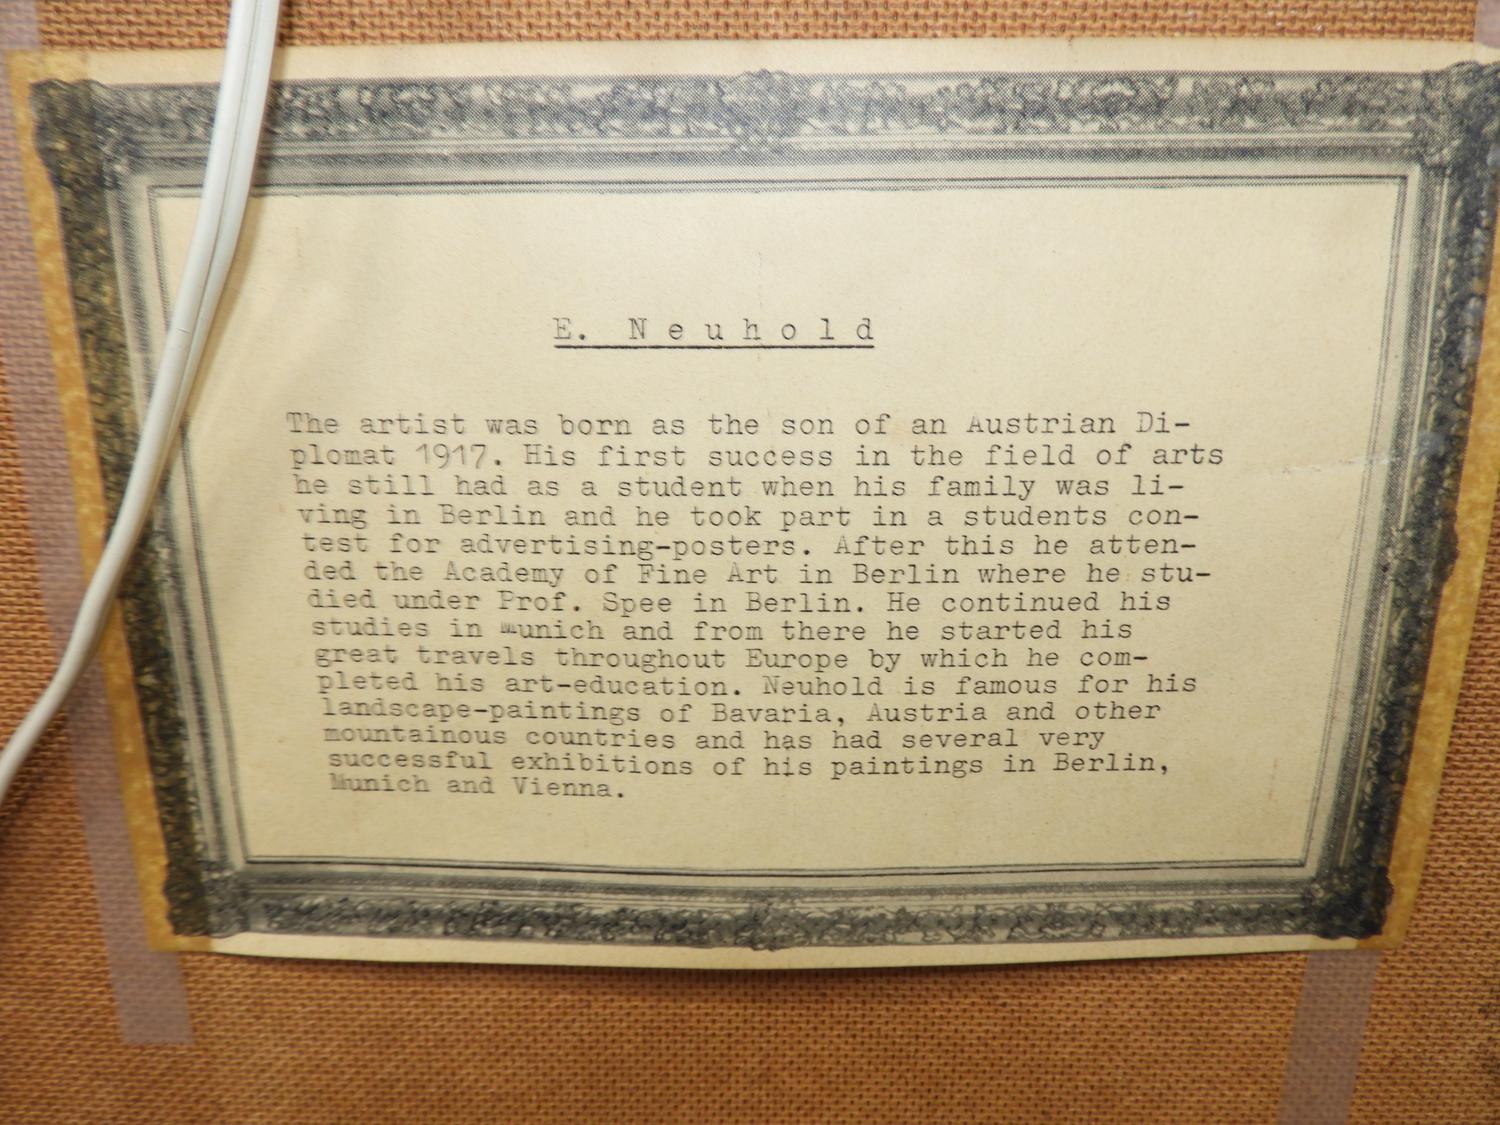 E. Neuhold
The artist was born as the son of an Austrian Di-
plomat 1917. His first success in the field of arts
he still had as a student when his family was li-
ving in Berlin and he took part in a students con-
test for advertising-posters. After this he atten-
ded the Academy of Fine Art in Berlin where he stu-
died under Prof. Spee in Berlin. He continued his
studies in Munich and from there he started his
great travels throughout Europe by which he com-
pleted his art-education. Neuhold is famous for his
landscape-paintings of Bavaria, Austria and other
mountainous countries and has had several very
successful exhibitions of his paintings in Berlin,
Munich and Vienna.